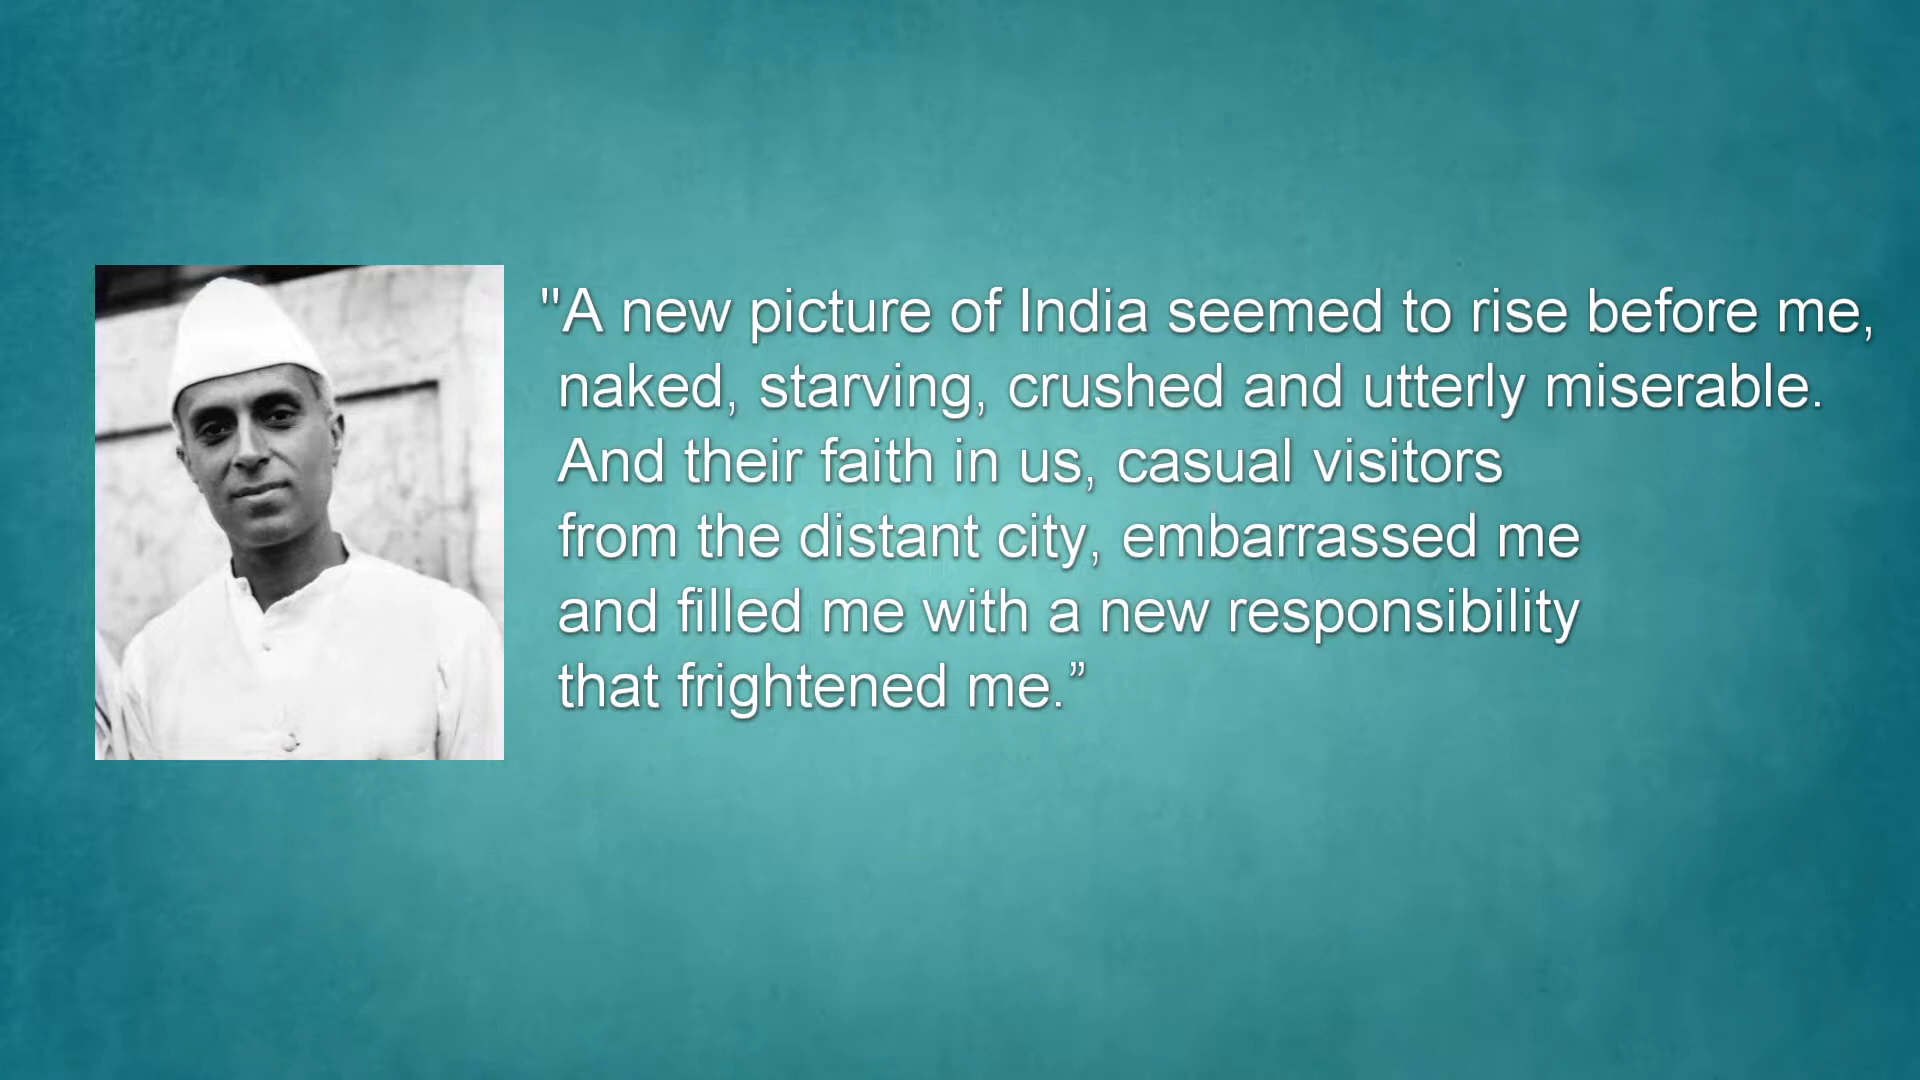 "A new picture of India seemed to rise before me,
naked, starving, crushed and utterly miserable.
And their faith in us, casual visitors
from the distant city, embarrassed me
and filled me with a new responsibility
that frightened me.”